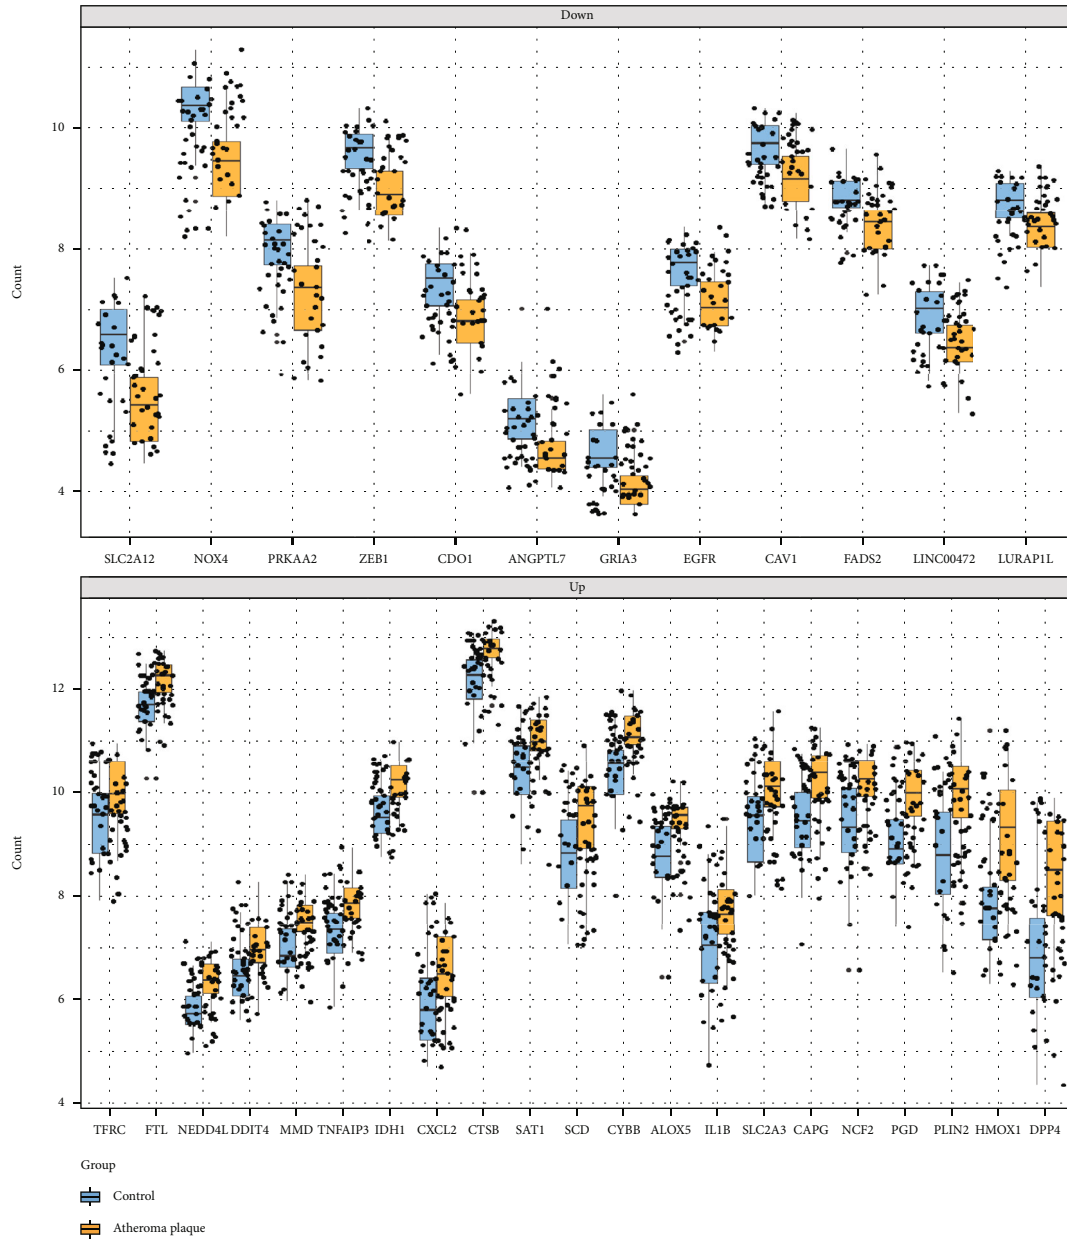 Down
10
8
6
4
Count
SLC2A12 NOX4 PRKAA2 ZEB1 CDO1 ANGPTL7 GRIA3 EGFR CAV1 FADS2 LINC00472 LURAP1L
Up
12
10
8
6
4
Count
TFRC FTL NEDD4L DDIT4 MMD TNFAIP3 IDH1 CXCL2 CTSB SAT1 SCD CYBB ALOX5 IL1B SLC2A3 CAPG NCF2 PGD PLIN2 HMOX1 DPP4
Group
Control
Atheroma plaque